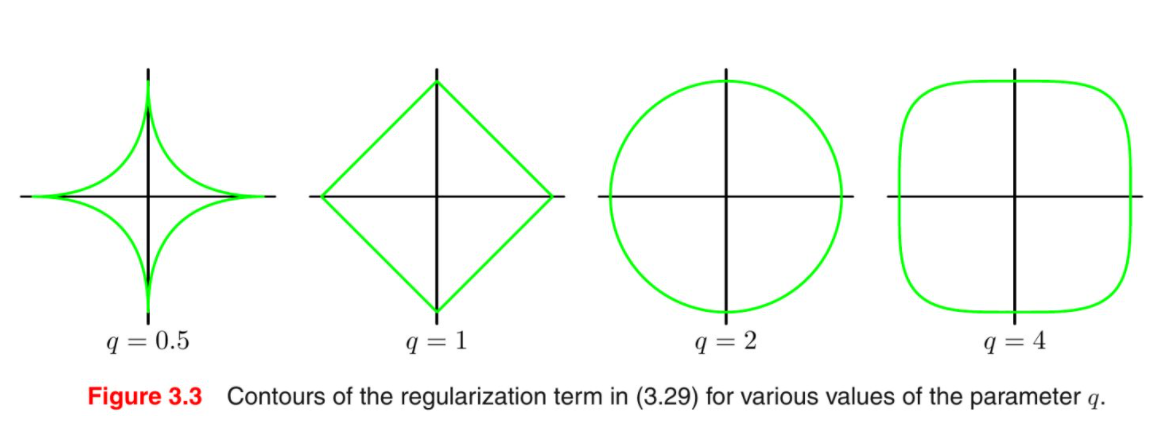 q = 0.5
q = 1
q = 2
q = 4
Figure 3.3 Contours of the regularization term in (3.29) for various values of the parameter q.